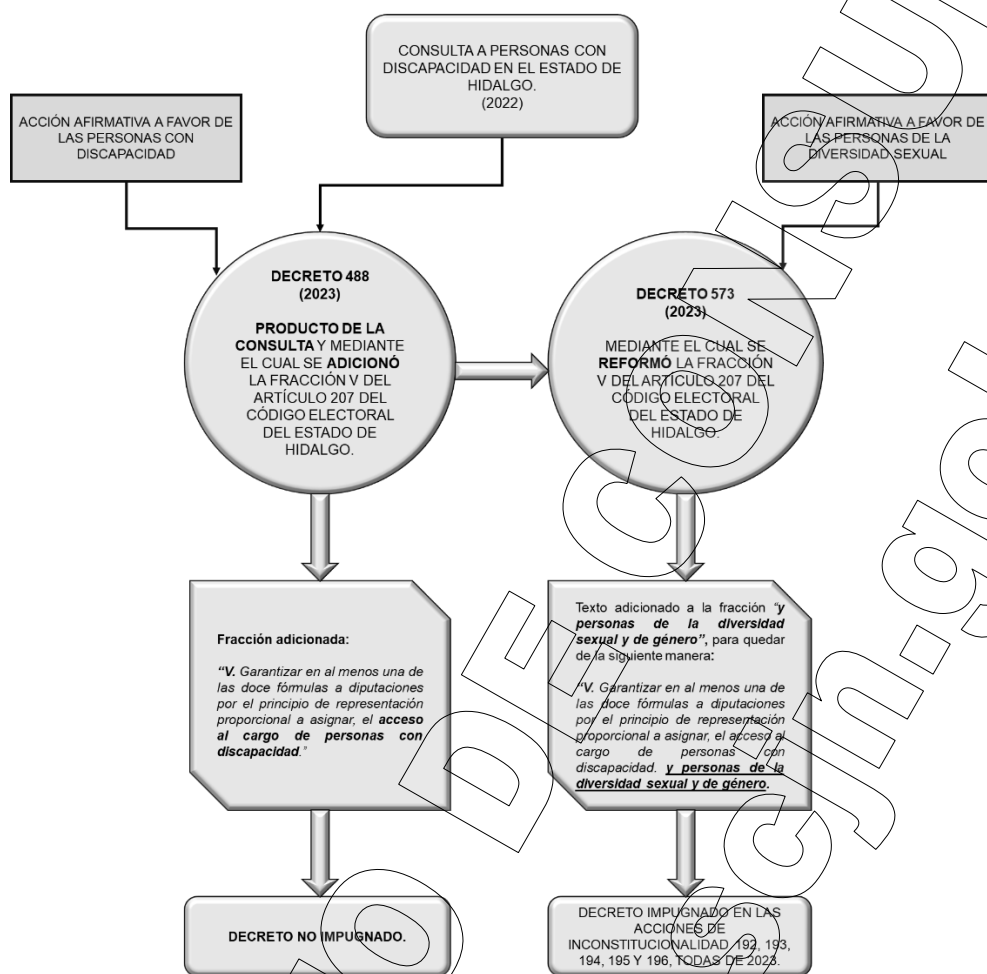 CONSULTA A PERSONAS CON
DISCAPACIDAD EN EL ESTADO DE
HIDALGO.
(2022)
ACCIÓN AFIRMATIVA A FAVOR DE
LAS PERSONAS CON
DISCAPACIDAD
ACCIÓN AFIRMATIVA A FAVOR DE
LAS PERSONAS DE LA
DIVERSIDAD SEXUAL
DECRETO 488
(2023)
PRODUCTO DE LA
CONSULTA Y MEDIANTE
EL CUAL SE ADICIONÓ
LA FRACCIÓN V DEL
ARTÍCULO 207 DEL
CÓDIGO ELECTORAL
DEL ESTADO DE
HIDALGO.
DECRETO 573
(2023)
MEDIANTE EL CUAL SE
REFORMÓ LA FRACCIÓN
V DEL ARTÍCULO 207 DEL
CÓDIGO ELECTORAL
DEL ESTADO DE
HIDALGO.
Fracción adicionada:
“V. Garantizar en al menos una de
las doce fórmulas a diputaciones
por el principio de representación
proporcional a asignar, el acceso
al cargo de personas con
discapacidad.”
Texto adicionado a la fracción “y
personas de la diversidad
sexual y de género”, para quedar
de la siguiente manera:
“V. Garantizar en al menos una de
las doce fórmulas a diputaciones
por el principio de representación
proporcional a asignar, el acceso al
cargo de personas con
discapacidad. y personas de la
diversidad sexual y de género.
DECRETO NO IMPUGNADO.
DECRETO IMPUGNADO EN LAS
ACCIONES DE
INCONSTITUCIONALIDAD 192, 193,
194, 195 Y 196, TODAS DE 2023.